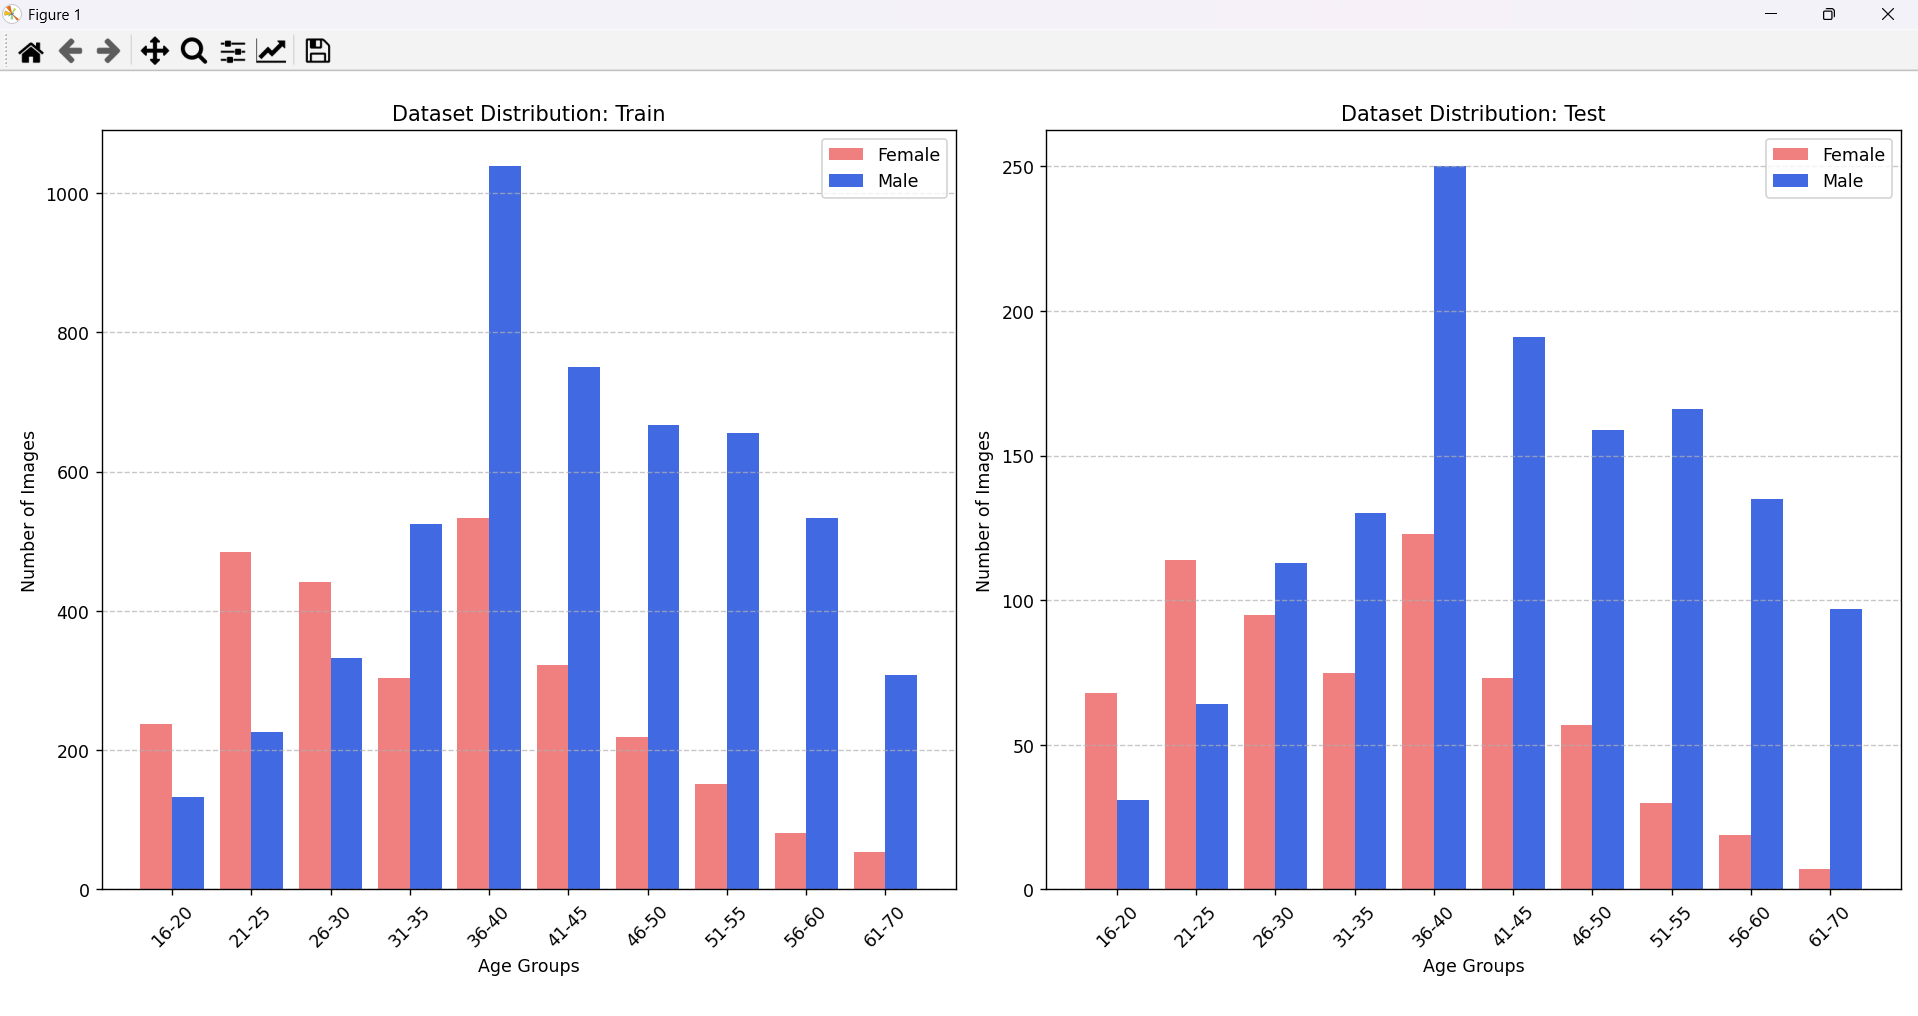 Figure 1
Dataset Distribution: Train
Female
Male
1000
800
600
400
200
0
Number of Images
16-20
21-25
26-30
31-35
36-40
41-45
46-50
51-55
56-60
61-70
Age Groups
Dataset Distribution: Test
Female
Male
250
200
150
100
50
0
Number of Images
16-20
21-25
26-30
31-35
36-40
41-45
46-50
51-55
56-60
61-70
Age Groups